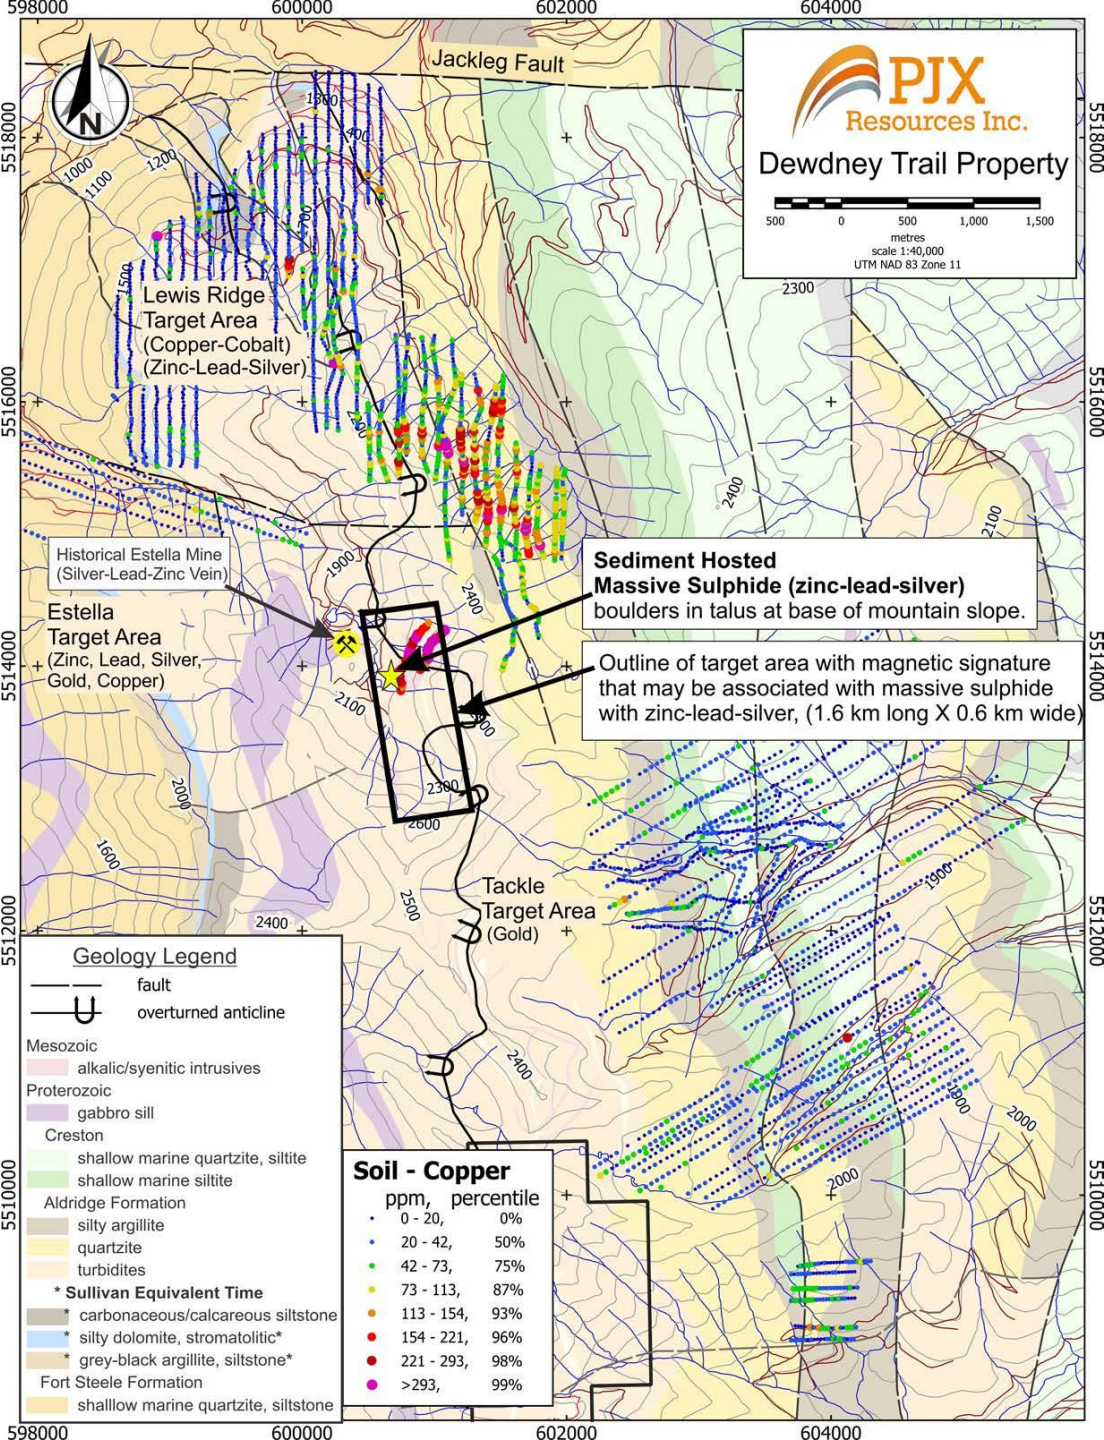 598000
600000
602000
604000
Jackleg Fault
PJX
Resources Inc.
Dewdney Trail Property
500 0 500 1,000 1,500
metres
scale 1:40,000
UTM NAD 83 Zone 11
N
5518000
5518000
1300
1200
1000
1100
1500
2300
Lewis Ridge
Target Area
(Copper-Cobalt)
(Zinc-Lead-Silver)
5516000
5516000
2400
2100
Historical Estella Mine
(Silver-Lead-Zinc Vein)
1900
2400
Sediment Hosted
Massive Sulphide (zinc-lead-silver)
boulders in talus at base of mountain slope.
Estella
Target Area
(Zinc, Lead, Silver,
Gold, Copper)
5514000
5514000
Outline of target area with magnetic signature
that may be associated with massive sulphide
with zinc-lead-silver, (1.6 km long X 0.6 km wide)
2100
2000
2300
2600
1600
1900
Tackle
Target Area
(Gold)
2500
2400
5512000
5512000
2400
1900
2000
2000
5510000
5510000
Geology Legend
fault
overturned anticline
Mesozoic
alkalic/syenitic intrusives
Proterozoic
gabbro sill
Creston
shallow marine quartzite, siltite
shallow marine siltite
Aldridge Formation
silty argillite
quartzite
turbidites
* Sullivan Equivalent Time
* carbonaceous/calcareous siltstone
* silty dolomite, stromatolitic*
* grey-black argillite, siltstone*
Fort Steele Formation
shallow marine quartzite, siltstone
Soil - Copper
ppm, percentile
0 - 20, 0%
20 - 42, 50%
42 - 73, 75%
73 - 113, 87%
113 - 154, 93%
154 - 221, 96%
221 - 293, 98%
>293, 99%
598000
600000
602000
604000